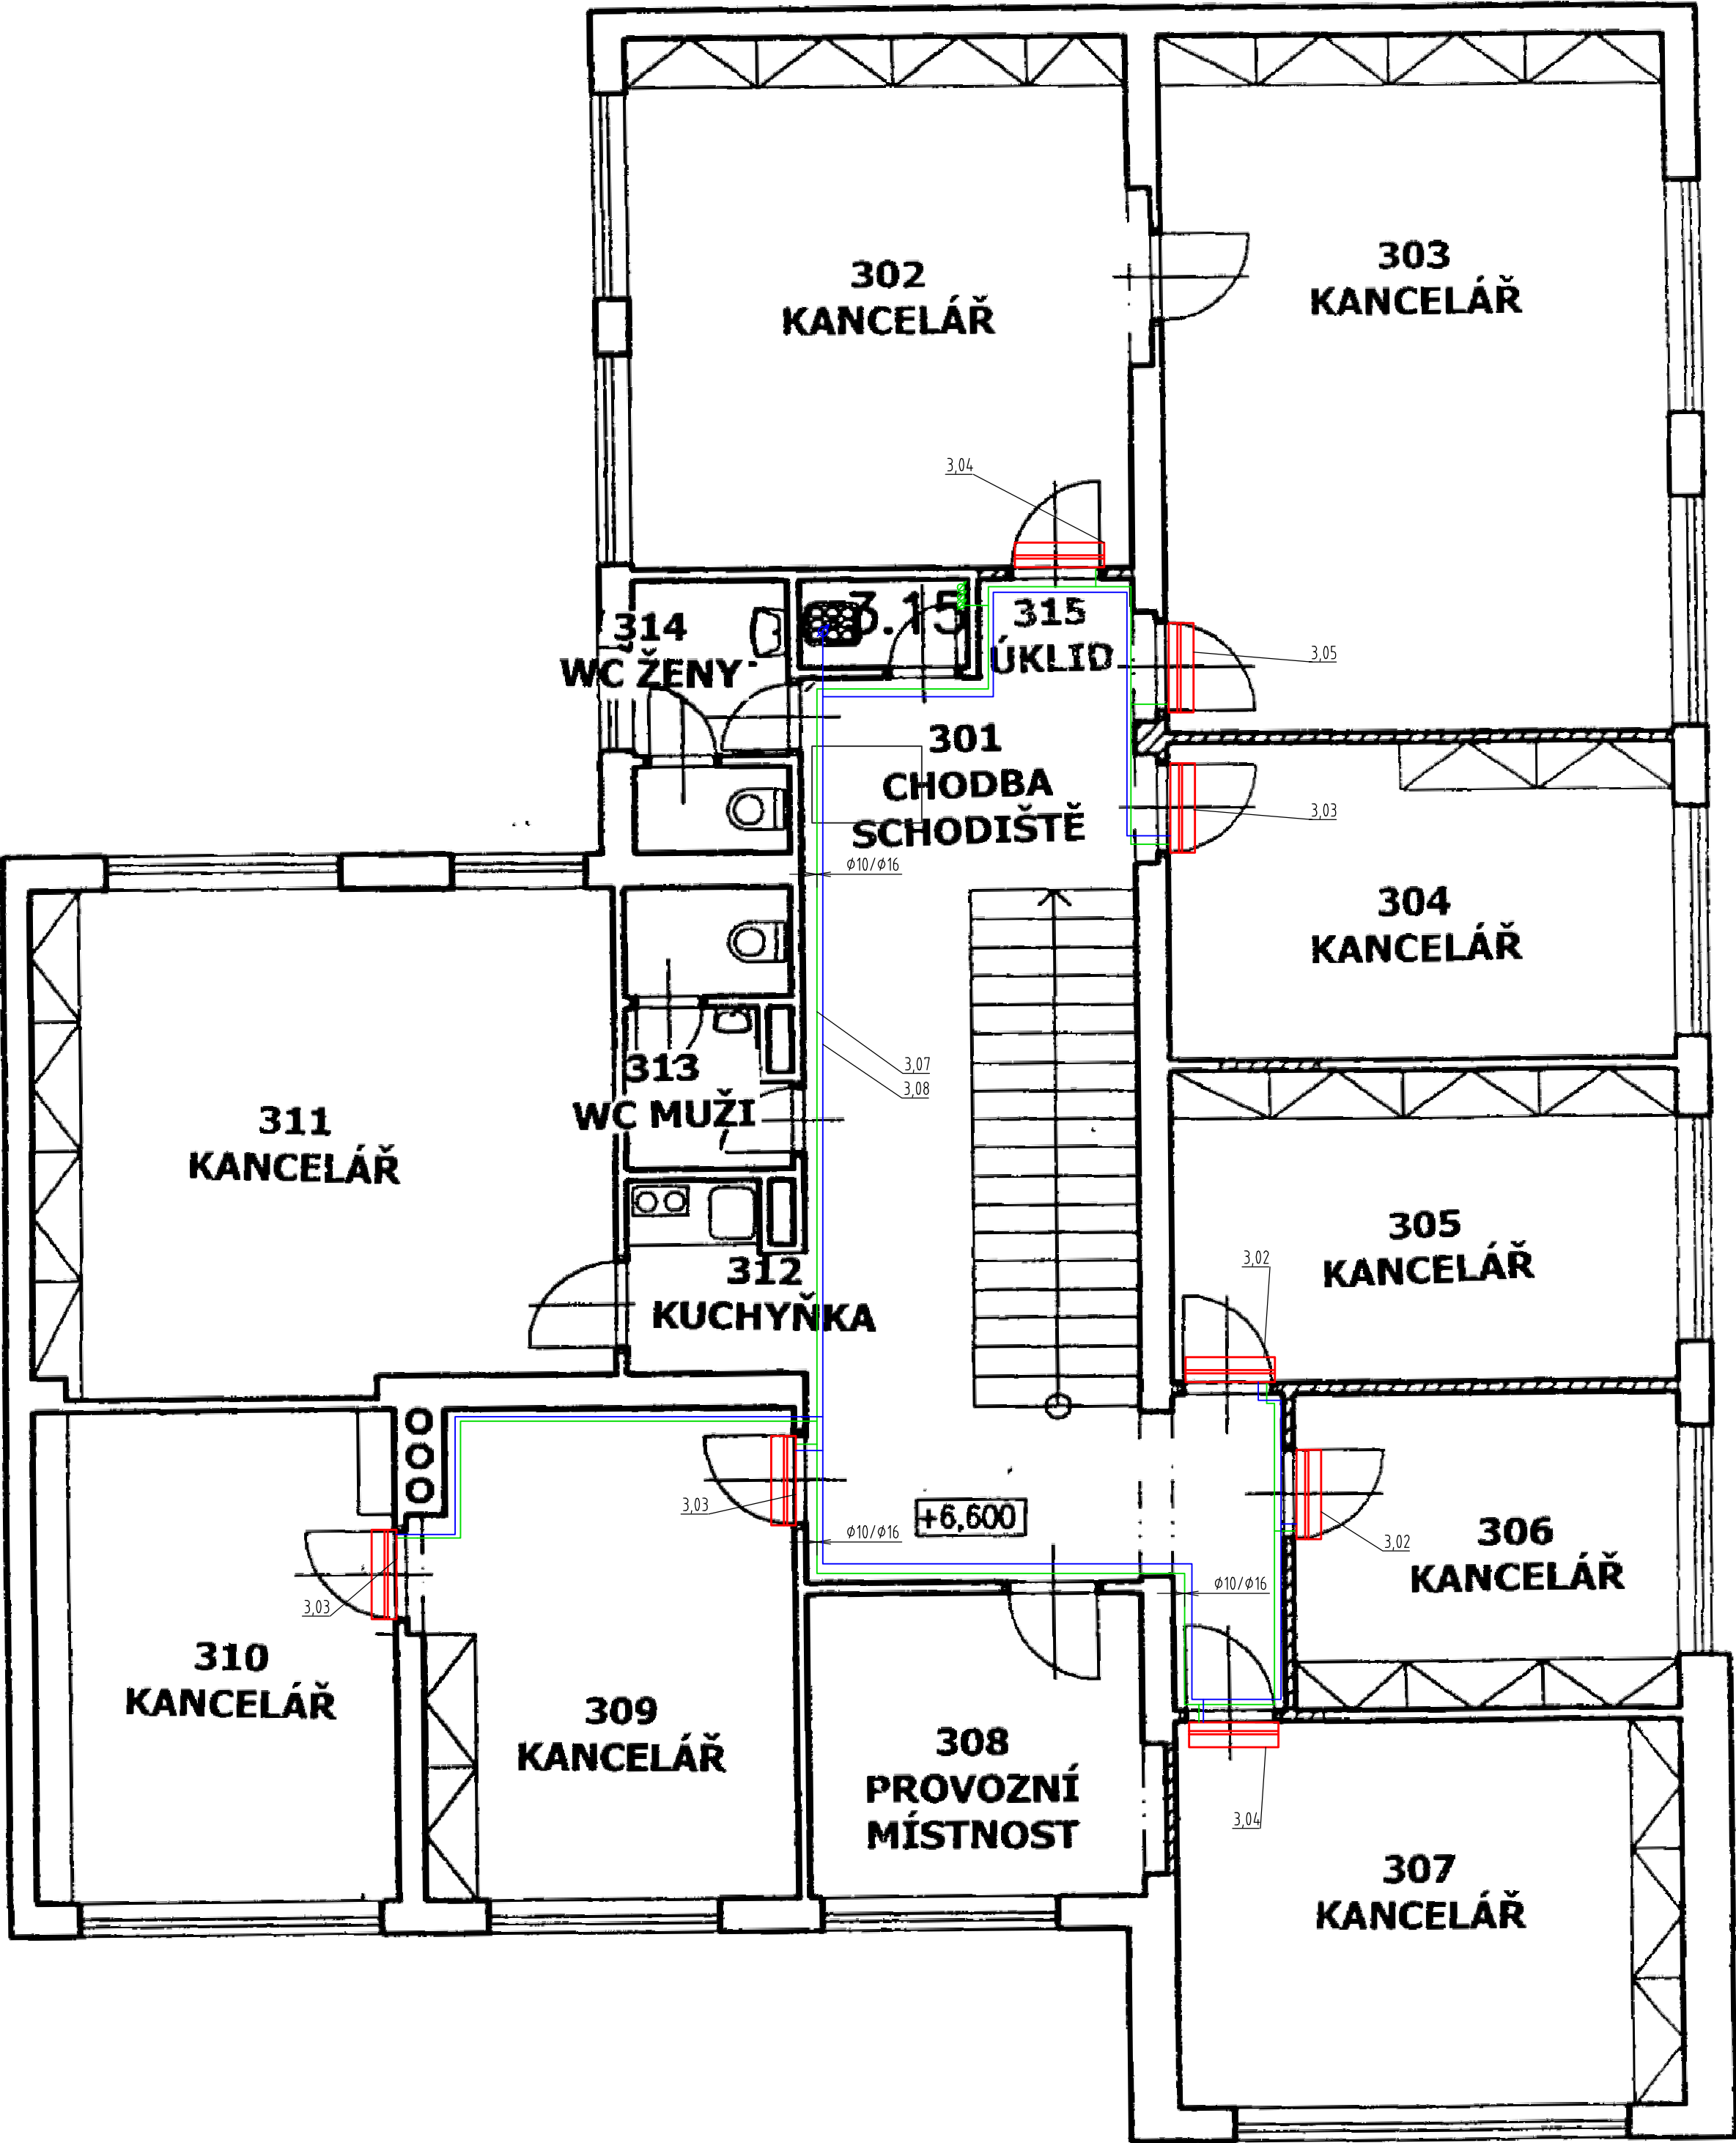 302
KANCELÁŘ
303
KANCELÁŘ
3,04
3.15
315
ÚKLID
314
WC ŽENY
3,05
301
CHODBA
SCHODIŠTĚ
3,03
ø10/ø16
304
KANCELÁŘ
3,07
3,08
313
WC MUŽI
311
KANCELÁŘ
305
KANCELÁŘ
3,02
312
KUCHYŇKA
3,03
+6,600
3,02
306
KANCELÁŘ
ø10/ø16
ø10/ø16
3,03
310
KANCELÁŘ
309
KANCELÁŘ
308
PROVOZNÍ
MÍSTNOST
3,04
307
KANCELÁŘ